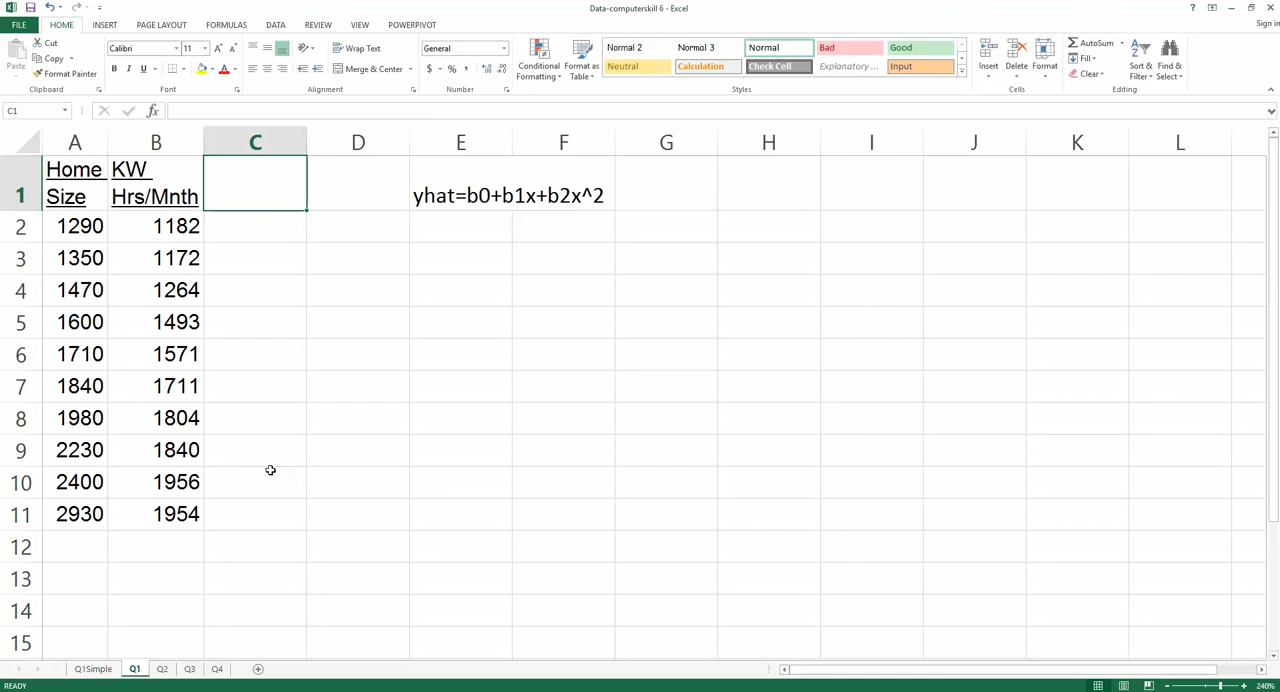 Data-computerskill 6 - Excel
?
FILE HOME INSERT PAGE LAYOUT FORMULAS DATA REVIEW VIEW POWERPIVOT Sign in
Paste
Cut
Copy
Format Painter
Clipboard
Calibri 11 A A
B I U A
Font
Wrap Text
Merge & Center
Alignment
General
$ % ,
Number
Conditional Formatting
Format as Table
Normal 2 Normal 3 Normal Bad Good
Neutral Calculation Check Cell Explanatory ... Input
Styles
Insert Delete Format
Cells
AutoSum
Fill
Clear
Sort & Filter
Find & Select
Editing
C1 fx
A B C D E F G H I J K L
1 Home Size KW Hrs/Mnth yhat=b0+b1x+b2x^2
2 1290 1182
3 1350 1172
4 1470 1264
5 1600 1493
6 1710 1571
7 1840 1711
8 1980 1804
9 2230 1840
10 2400 1956
11 2930 1954
12
13
14
15
Q1Simple Q1 Q2 Q3 Q4
READY 240%